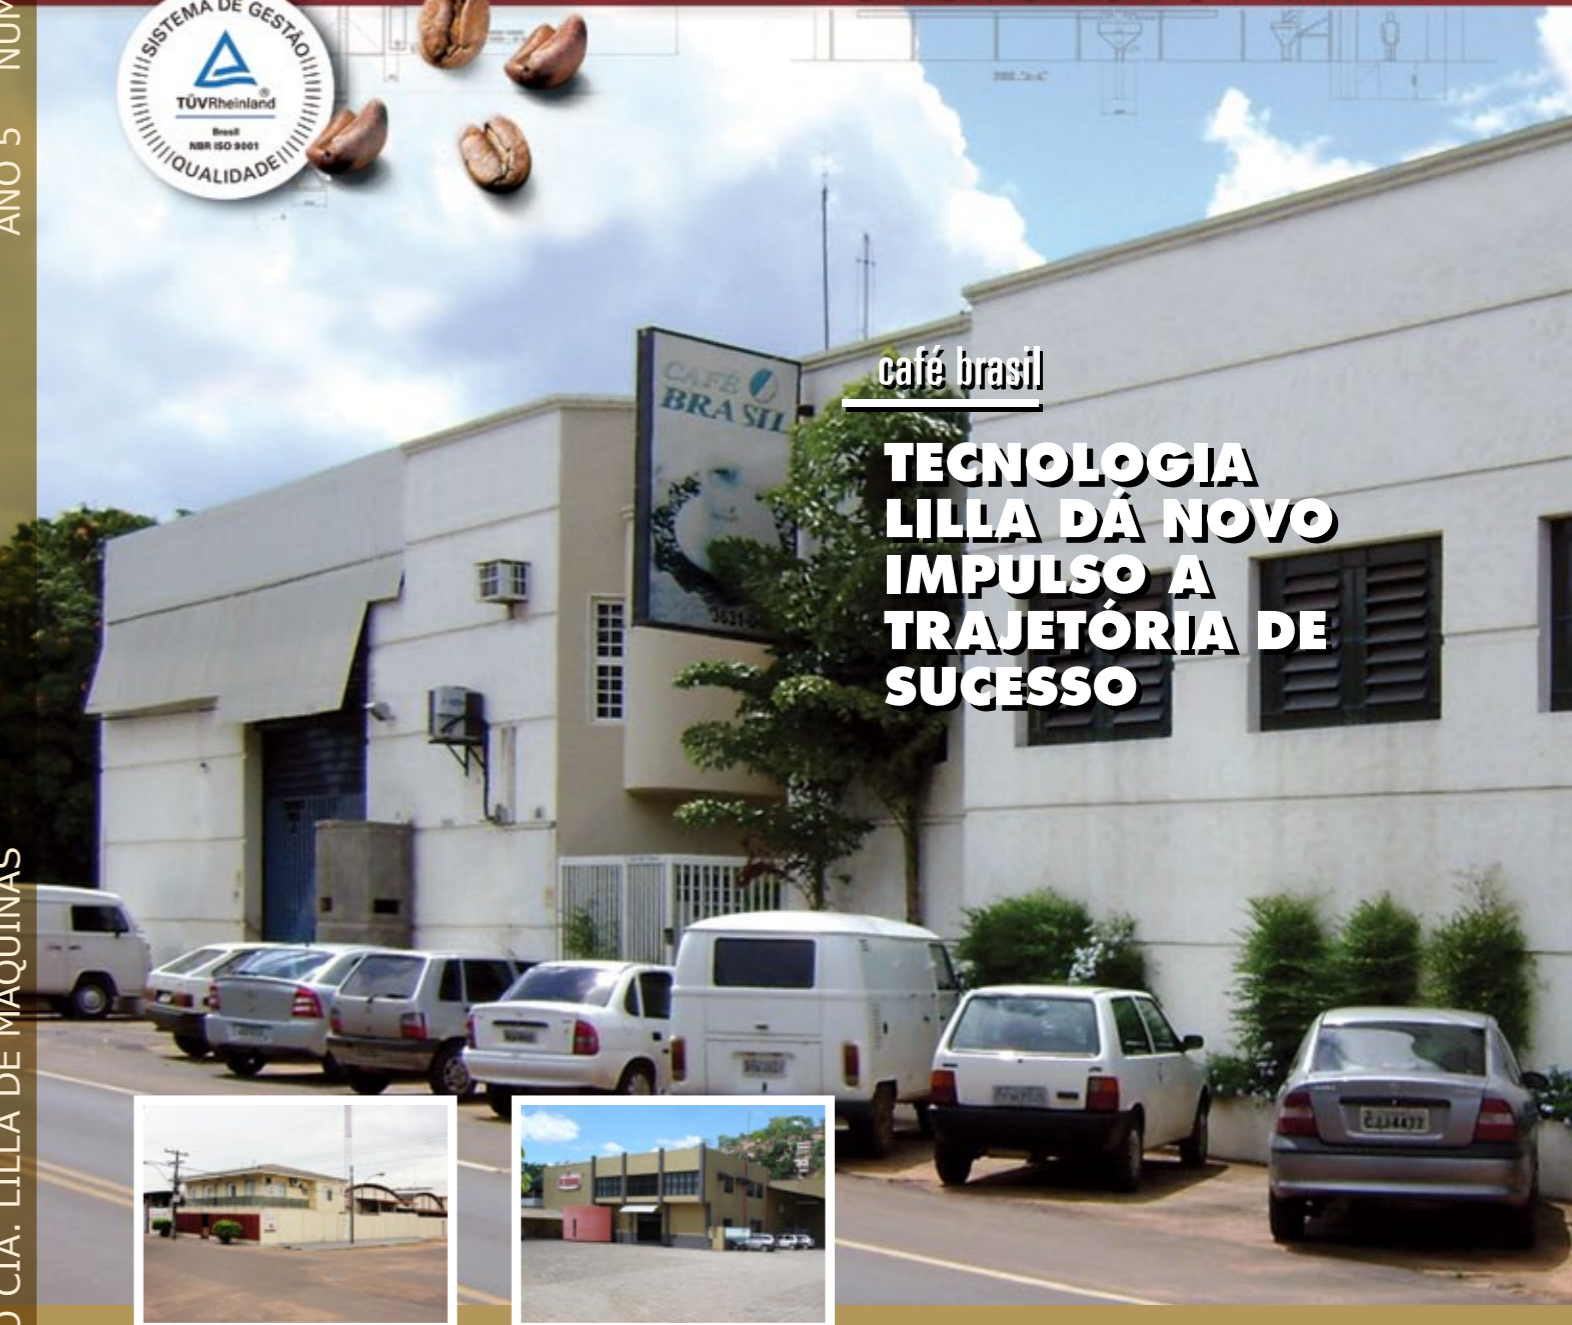 SISTEMA DE GESTÃO
TÜVRheinland®
Brasil
NBR ISO 9001
QUALIDADE
ANO 5 NUM
CIA. LILLA DE MÁQUINAS
CAFÉ
BRASIL
café brasil
TECNOLOGIA
LILLA DÁ NOVO
IMPULSO A
TRAJETÓRIA DE
SUCESSO